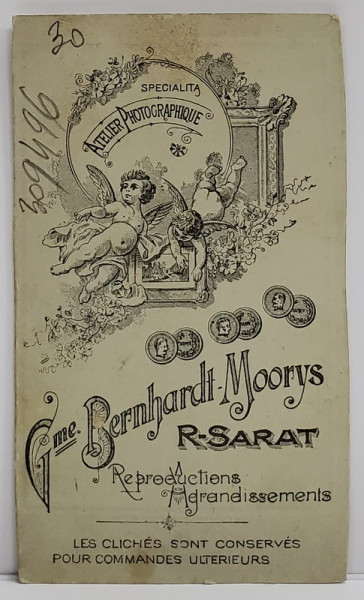 30
309496
SPECIALITA
ATELIER PHOTOGRAPHIQUE
Gme. Bernhardt-Moorys
R-SARAT
Reproductions
Agrandissements
LES CLICHÉS SONT CONSERVÉS
POUR COMMANDES ULTERIEURS